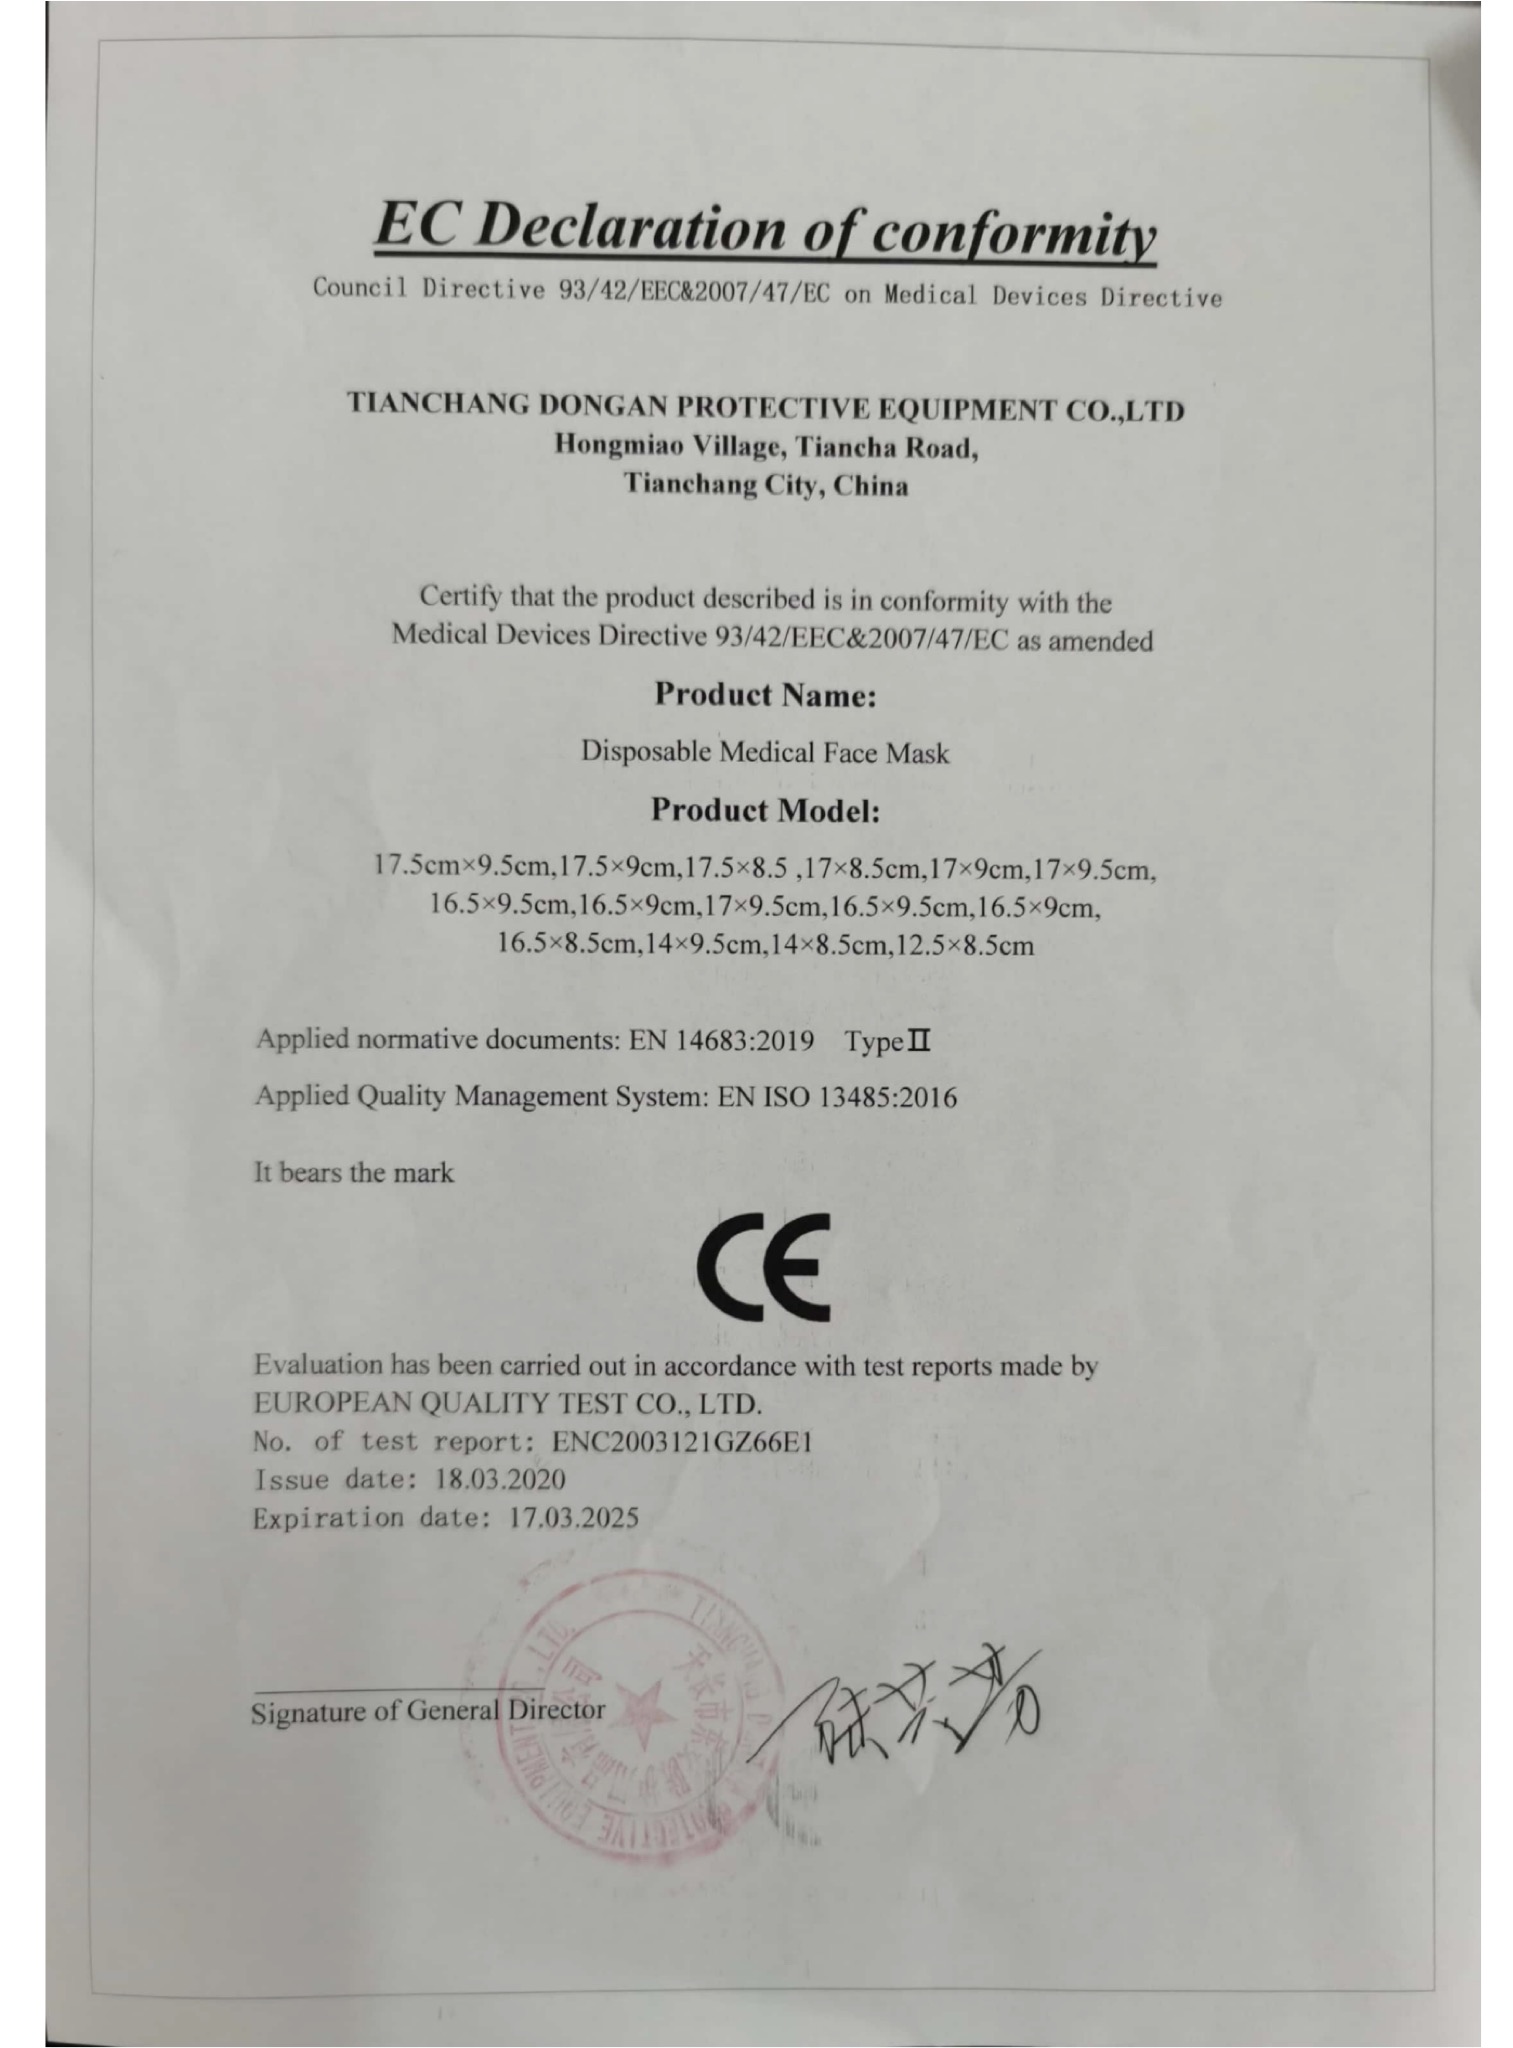 EC Declaration of conformity
Council Directive 93/42/EEC&2007/47/EC on Medical Devices Directive
TIANCHANG DONGAN PROTECTIVE EQUIPMENT CO.,LTD
Hongmiao Village, Tiancha Road,
Tianchang City, China
Certify that the product described is in conformity with the
Medical Devices Directive 93/42/EEC&2007/47/EC as amended
Product Name:
Disposable Medical Face Mask
Product Model:
17.5cm×9.5cm,17.5×9cm,17.5×8.5 ,17×8.5cm,17×9cm,17×9.5cm,
16.5×9.5cm,16.5×9cm,17×9.5cm,16.5×9.5cm,16.5×9cm,
16.5×8.5cm,14×9.5cm,14×8.5cm,12.5×8.5cm
Applied normative documents: EN 14683:2019 TypeⅡ
Applied Quality Management System: EN ISO 13485:2016
It bears the mark
CE
Evaluation has been carried out in accordance with test reports made by
EUROPEAN QUALITY TEST CO., LTD.
No. of test report: ENC2003121GZ66E1
Issue date: 18.03.2020
Expiration date: 17.03.2025
Signature of General Director